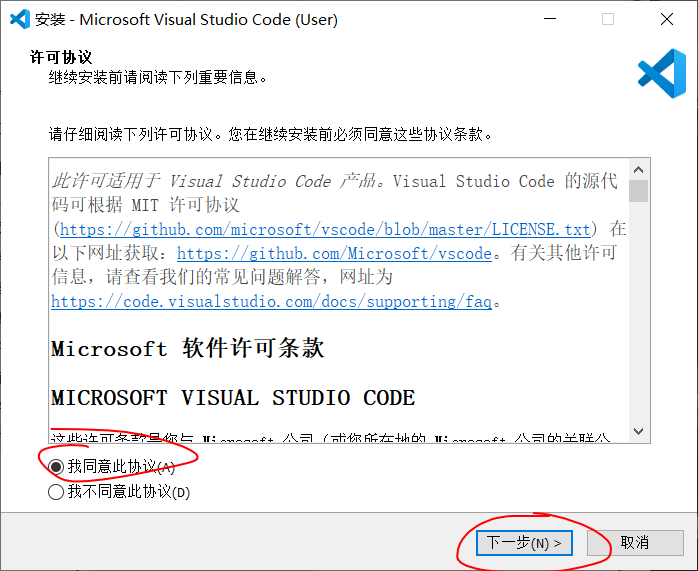 安装 - Microsoft Visual Studio Code (User)
许可协议
继续安装前请阅读下列重要信息。
请仔细阅读下列许可协议。您在继续安装前必须同意这些协议条款。
此许可适用于 Visual Studio Code 产品。Visual Studio Code 的源代
码可根据 MIT 许可协议
(https://github.com/microsoft/vscode/blob/master/LICENSE.txt) 在
以下网址获取：https://github.com/Microsoft/vscode。有关其他许可
信息，请查看我们的常见问题解答，网址为
https://code.visualstudio.com/docs/supporting/faq。
Microsoft 软件许可条款
MICROSOFT VISUAL STUDIO CODE
这些许可条款是您与 Microsoft 公司（或您所在地的 Microsoft 公司的关联公
我同意此协议(A)
我不同意此协议(D)
下一步(N) >
取消